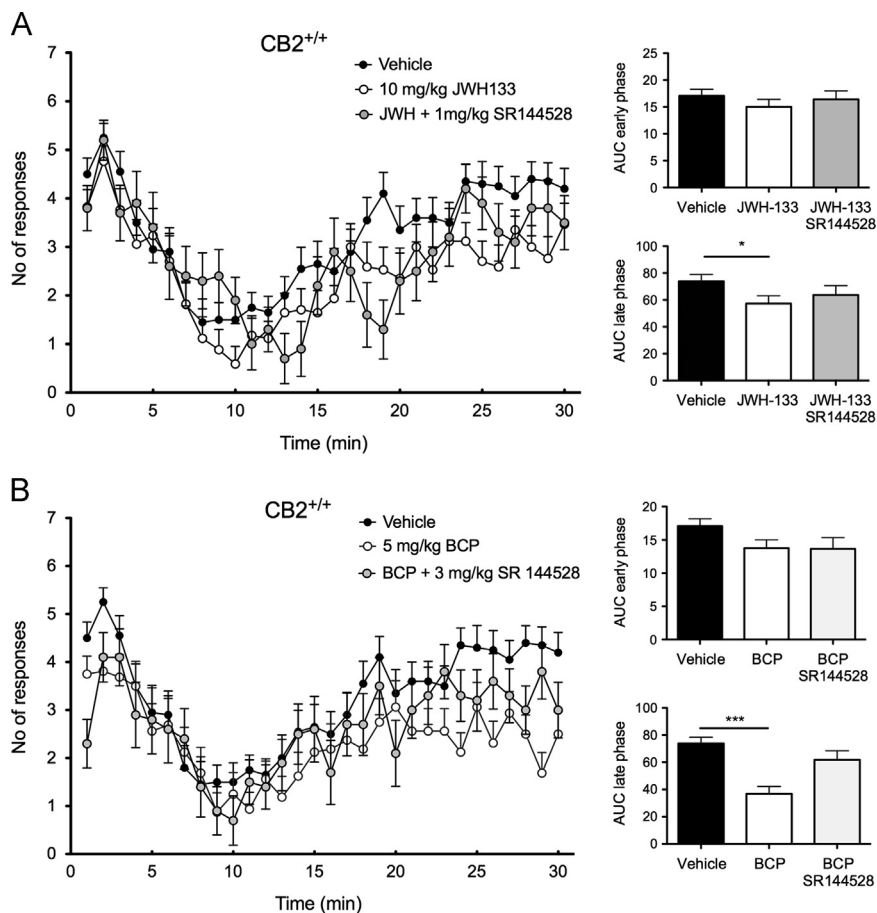 A
CB2+/+
No of responses
7
6
5
4
3
2
1
0
Vehicle
10 mg/kg JWH133
JWH + 1mg/kg SR144528
0 5 10 15 20 25 30
Time (min)
AUC early phase
25
20
15
10
5
0
Vehicle JWH-133 JWH-133
SR144528
AUC late phase
100
80
60
40
20
0
*
Vehicle JWH-133 JWH-133
SR144528
B
CB2+/+
No of responses
7
6
5
4
3
2
1
0
Vehicle
5 mg/kg BCP
BCP + 3 mg/kg SR 144528
0 5 10 15 20 25 30
Time (min)
AUC early phase
20
15
10
5
0
Vehicle BCP BCP
SR144528
AUC late phase
100
80
60
40
20
0
***
Vehicle BCP BCP
SR144528